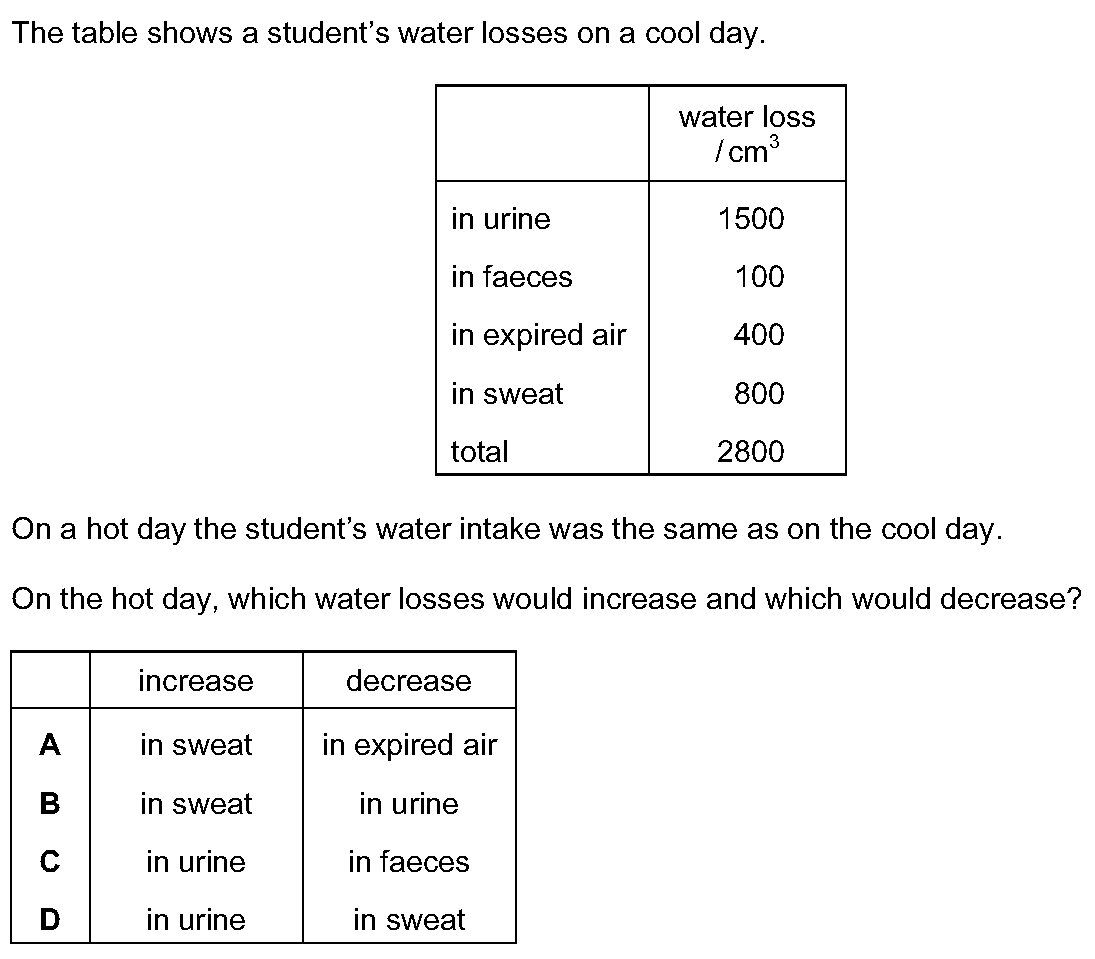 The table shows a student’s water losses on a cool day.
water loss
/ cm³
in urine 1500
in faeces 100
in expired air 400
in sweat 800
total 2800
On a hot day the student’s water intake was the same as on the cool day.
On the hot day, which water losses would increase and which would decrease?
increase decrease
A in sweat in expired air
B in sweat in urine
C in urine in faeces
D in urine in sweat